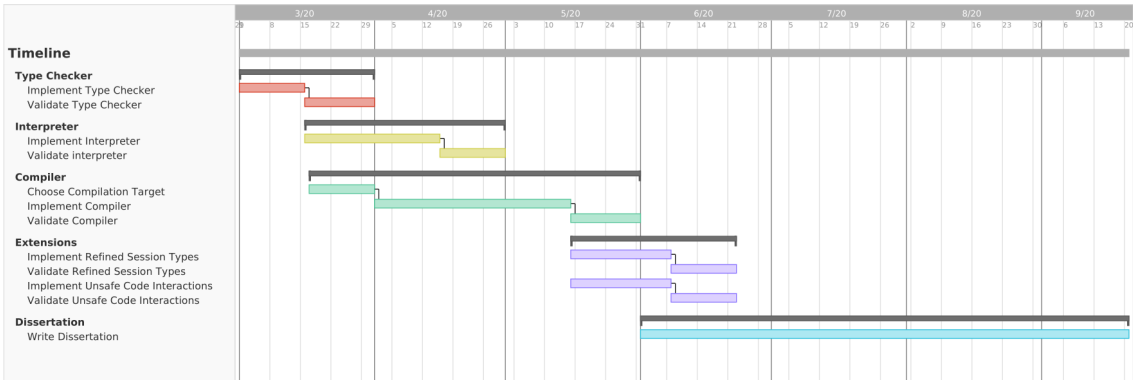 3/20 4/20 5/20 6/20 7/20 8/20 9/20
8 15 22 29 5 12 19 26 3 10 17 24 31 7 14 21 28 5 12 19 26 2 9 16 23 30 6 13 20
Timeline
Type Checker
Implement Type Checker
Validate Type Checker
Interpreter
Implement Interpreter
Validate interpreter
Compiler
Choose Compilation Target
Implement Compiler
Validate Compiler
Extensions
Implement Refined Session Types
Validate Refined Session Types
Implement Unsafe Code Interactions
Validate Unsafe Code Interactions
Dissertation
Write Dissertation